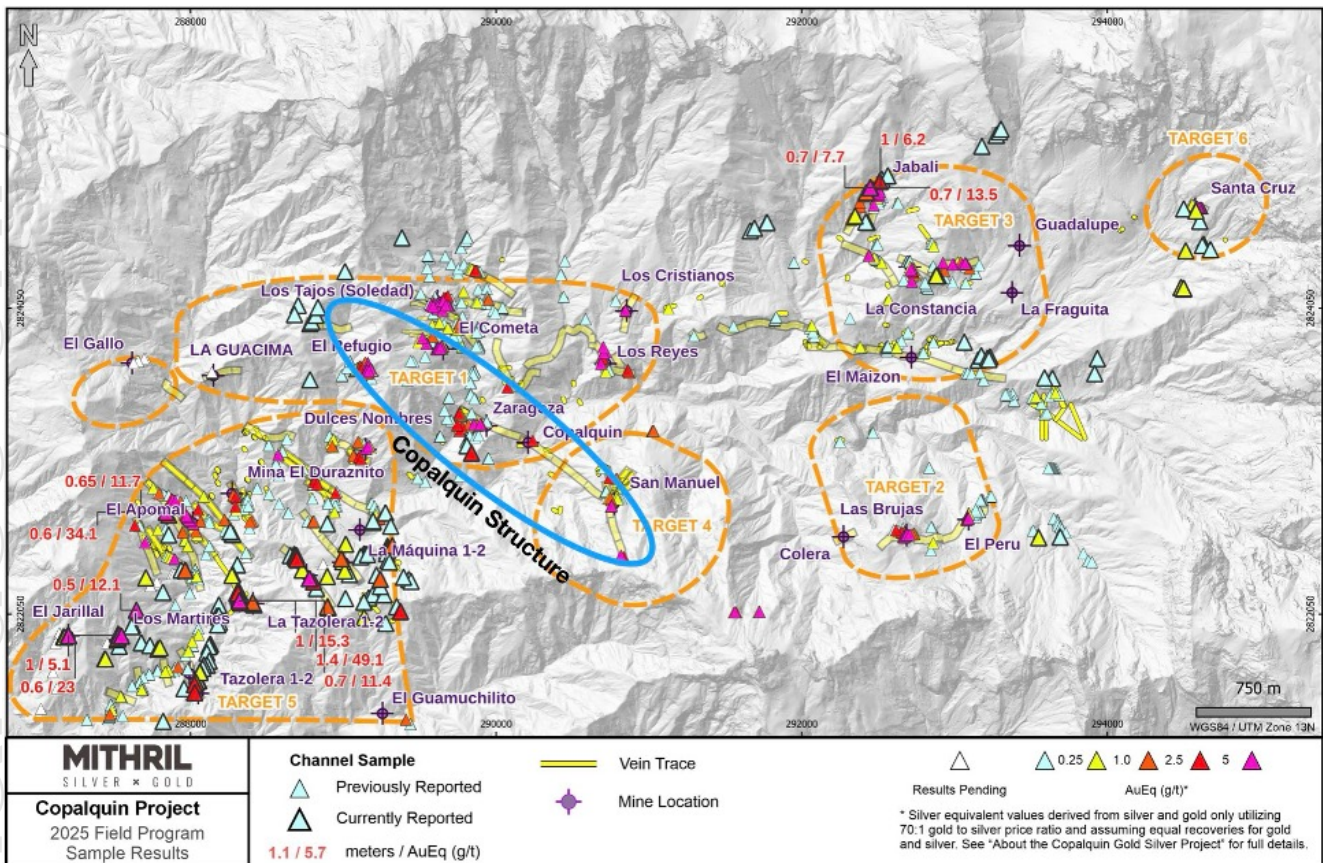 268000
290000
292000
294000
N
1 / 6.2
0.7 / 7.7
Jabali
TARGET 6
0.7 / 13.5
Santa Cruz
TARGET 3
Guadalupe
Los Cristianos
Los Tajos (Soledad)
2824050
2824050
El Cometa
La Constancia
La Fraguita
El Gallo
LA GUACIMA
El Refugio
Los Reyes
TARGET 1
El Maizon
Zaragoza
Dulces Nombres
Copalquin
Copalquin Structure
Mina El Duraznito
0.65 / 11.7
San Manuel
TARGET 2
El Apomal
TARGET 4
Las Brujas
0.6 / 34.1
La Máquina 1-2
Colera
El Peru
0.5 / 12.1
El Jarillal
Los Martires
La Tazolera 1-2
2822050
2822050
1 / 15.3
1 / 5.1
1.4 / 49.1
0.6 / 23
0.7 / 11.4
Tazolera 1-2
TARGET 5
El Guamuchilito
750 m
288000
290000
292000
294000
WGS84 / UTM Zone 13N
MITHRIL
SILVER × GOLD
Copalquin Project
2025 Field Program
Sample Results
Channel Sample
Previously Reported
Currently Reported
1.1 / 5.7 meters / AuEq (g/t)
Vein Trace
Mine Location
0.25 1.0 2.5 5
Results Pending AuEq (g/t)*
* Silver equivalent values derived from silver and gold only utilizing
70:1 gold to silver price ratio and assuming equal recoveries for gold
and silver. See "About the Copalquin Gold Silver Project" for full details.